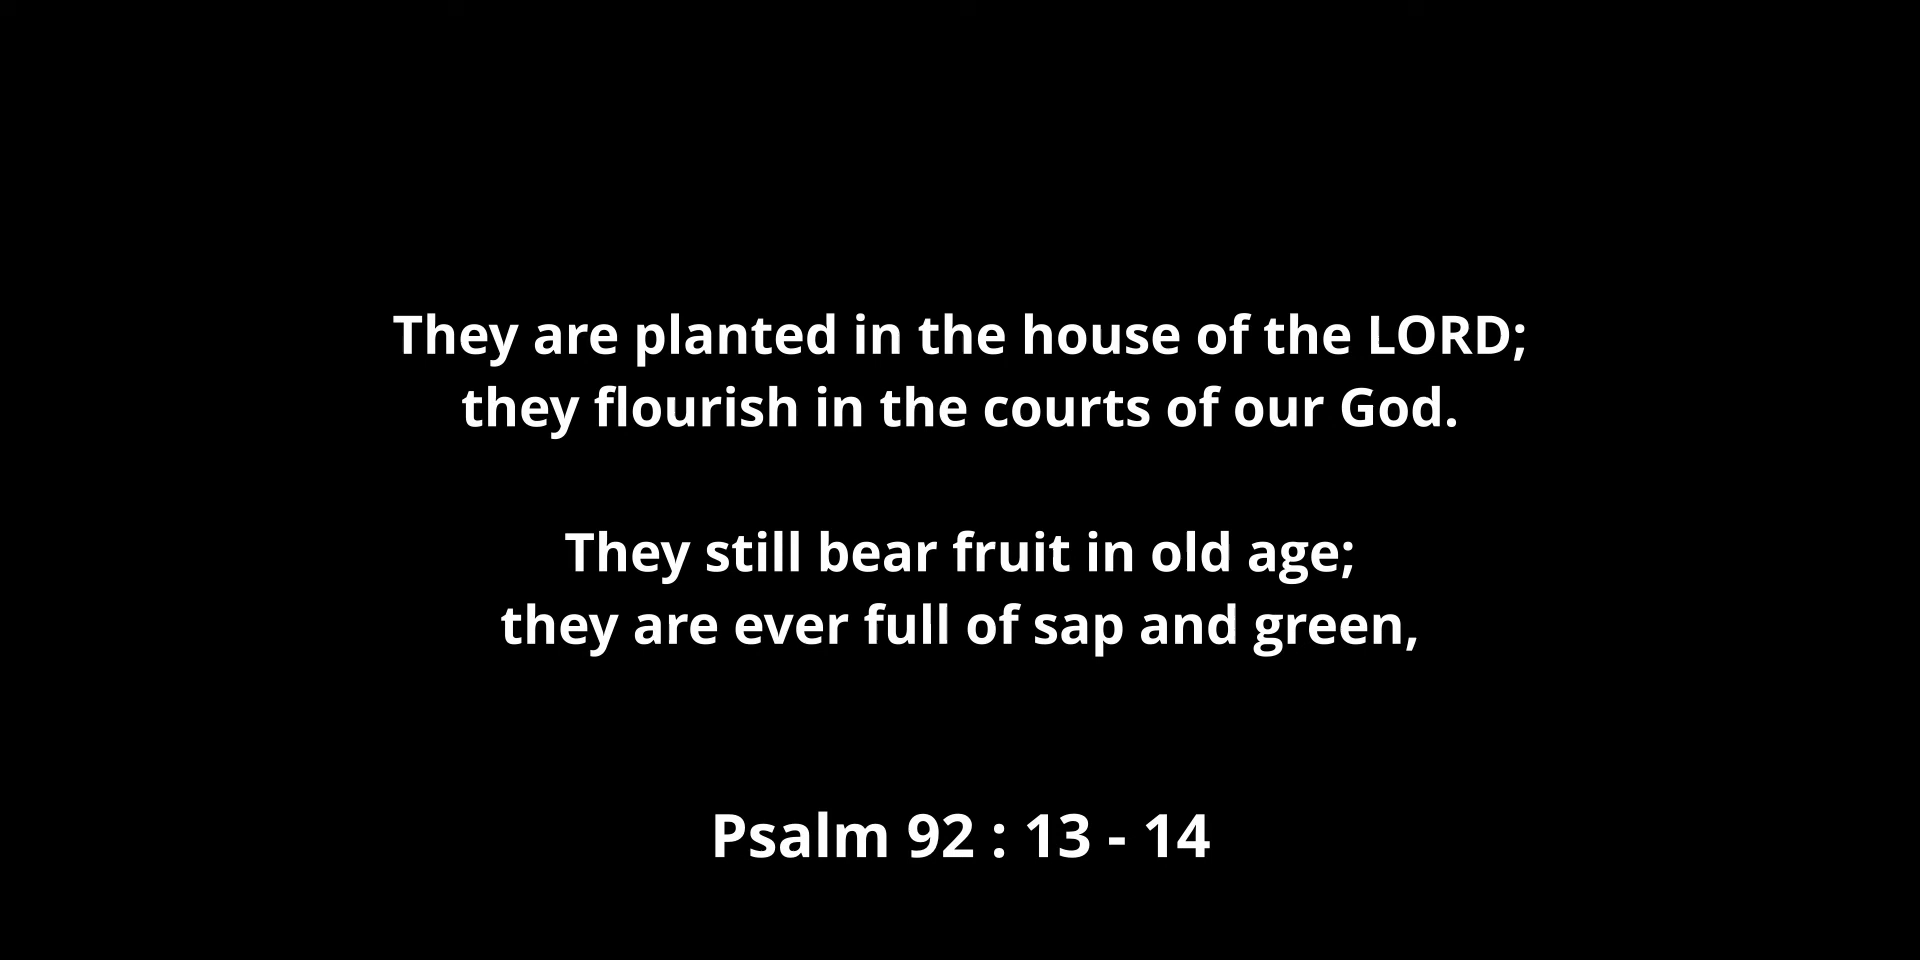 They are planted in the house of the LORD;
they flourish in the courts of our God.
They still bear fruit in old age;
they are ever full of sap and green,
Psalm 92 : 13 - 14